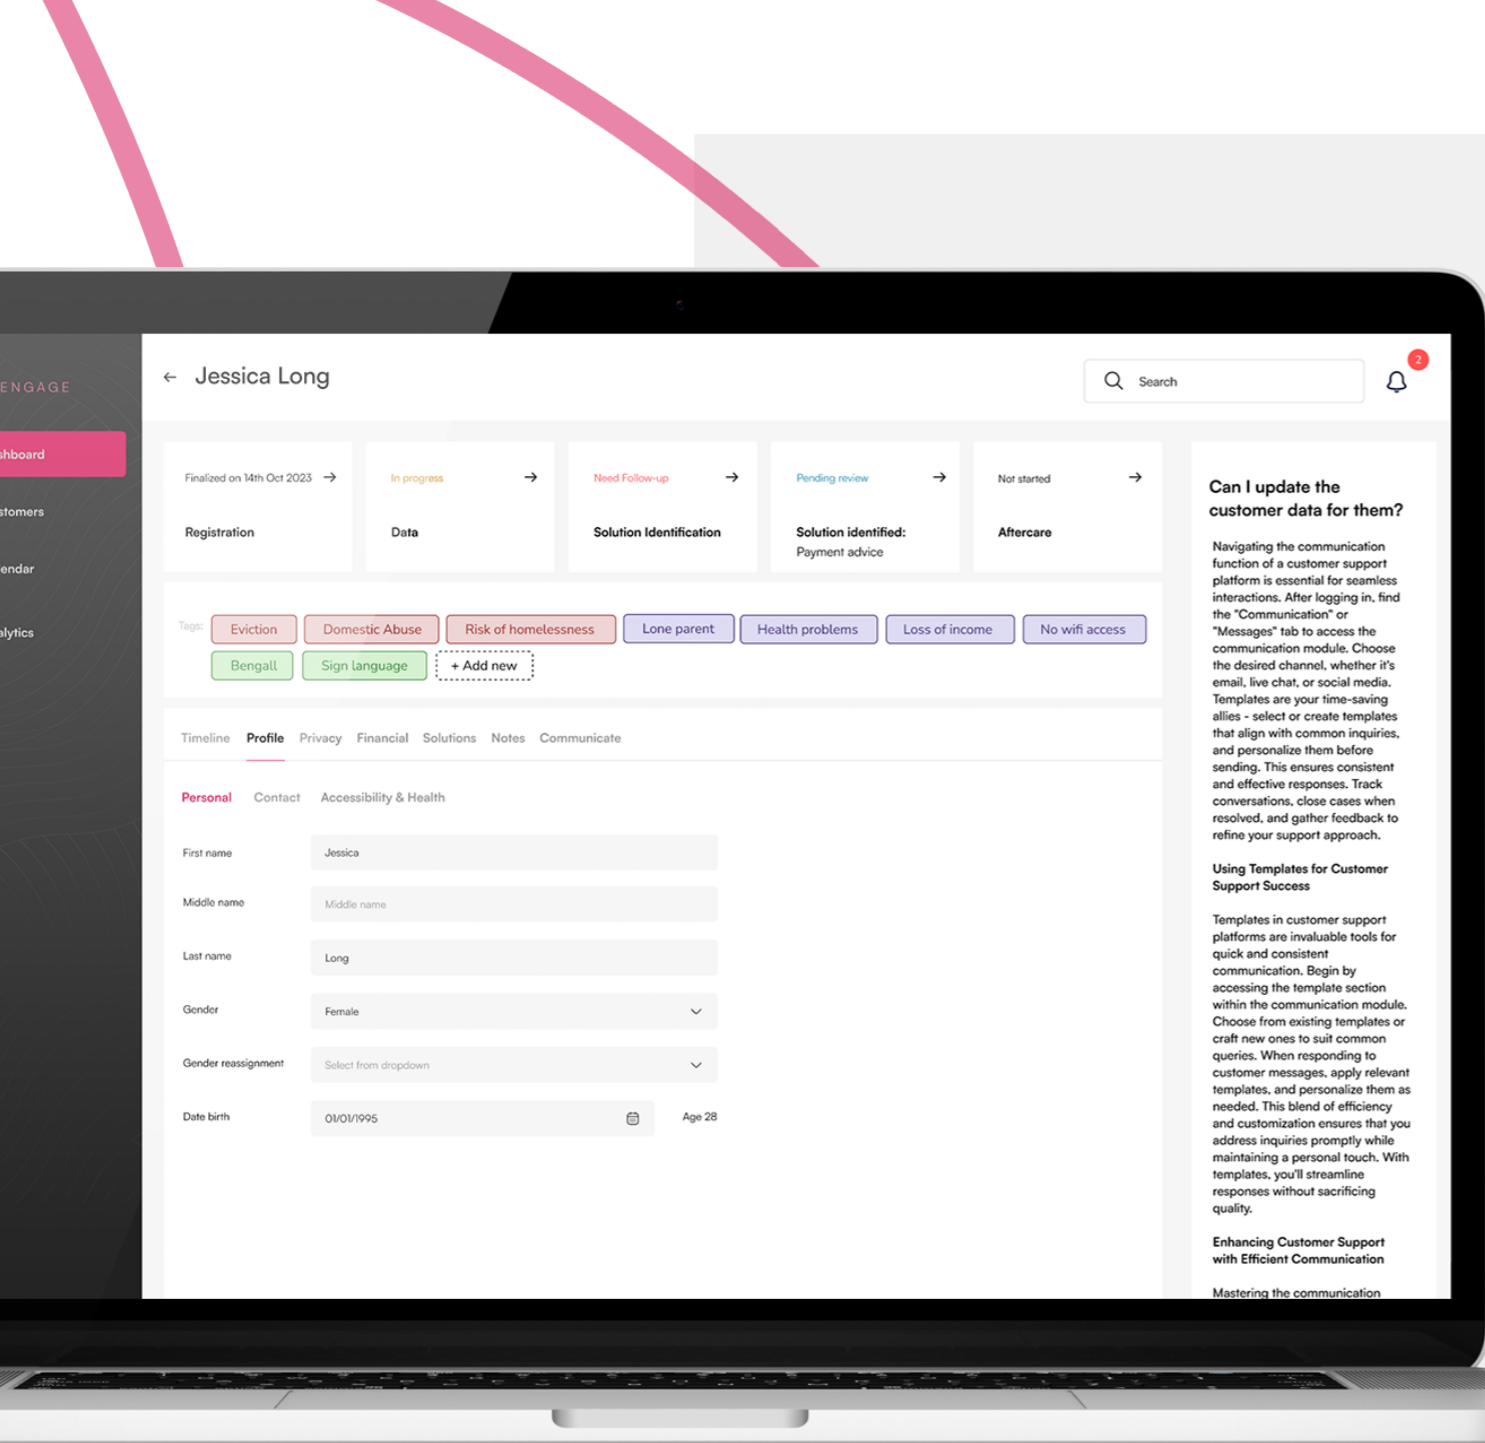 ENGAGE
shboard
stomers
endar
alytics
← Jessica Long
Search
2
Finalized on 14th Oct 2023 →
Registration
In progress →
Data
Need Follow-up →
Solution Identification
Pending review →
Solution identified:
Payment advice
Not started →
Aftercare
Tags: Eviction Domestic Abuse Risk of homelessness Lone parent Health problems Loss of income No wifi access
Bengall Sign language + Add new
Timeline Profile Privacy Financial Solutions Notes Communicate
Personal Contact Accessibility & Health
First name Jessica
Middle name Middle name
Last name Long
Gender Female
Gender reassignment Select from dropdown
Date birth 01/01/1995 Age 28
Can I update the
customer data for them?
Navigating the communication
function of a customer support
platform is essential for seamless
interactions. After logging in, find
the "Communication" or
"Messages" tab to access the
communication module. Choose
the desired channel, whether it's
email, live chat, or social media.
Templates are your time-saving
allies - select or create templates
that align with common inquiries,
and personalize them before
sending. This ensures consistent
and effective responses. Track
conversations, close cases when
resolved, and gather feedback to
refine your support approach.
Using Templates for Customer
Support Success
Templates in customer support
platforms are invaluable tools for
quick and consistent
communication. Begin by
accessing the template section
within the communication module.
Choose from existing templates or
craft new ones to suit common
queries. When responding to
customer messages, apply relevant
templates, and personalize them as
needed. This blend of efficiency
and customization ensures that you
address inquiries promptly while
maintaining a personal touch. With
templates, you'll streamline
responses without sacrificing
quality.
Enhancing Customer Support
with Efficient Communication
Mastering the communication